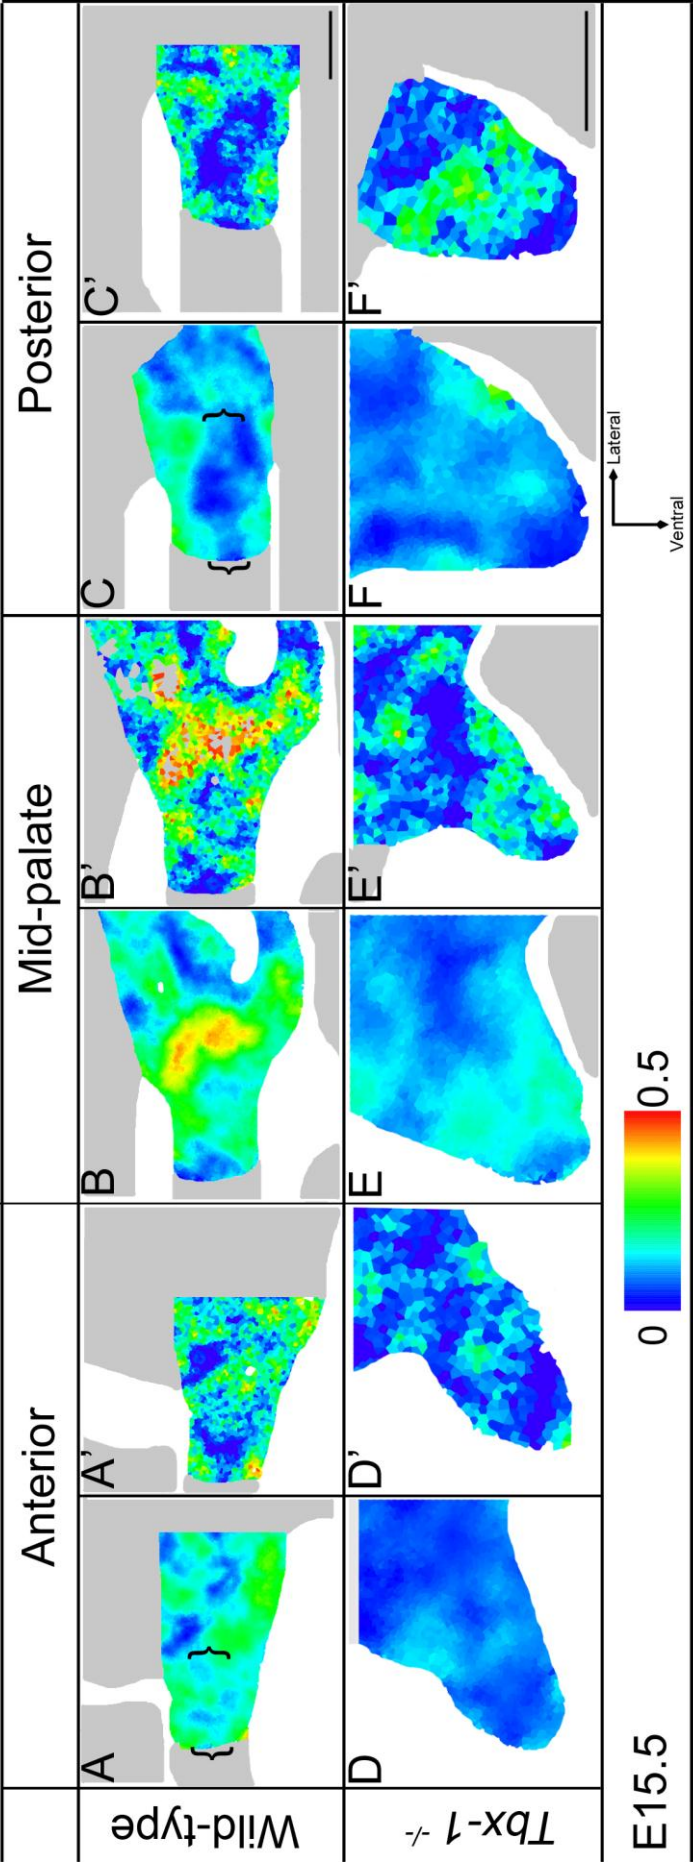 Anterior Mid-palate Posterior
Wild-type
A A' B B' C C'
Tbx-1 -/-
D D' E E' F F'
E15.5
0 0.5
Lateral
Ventral